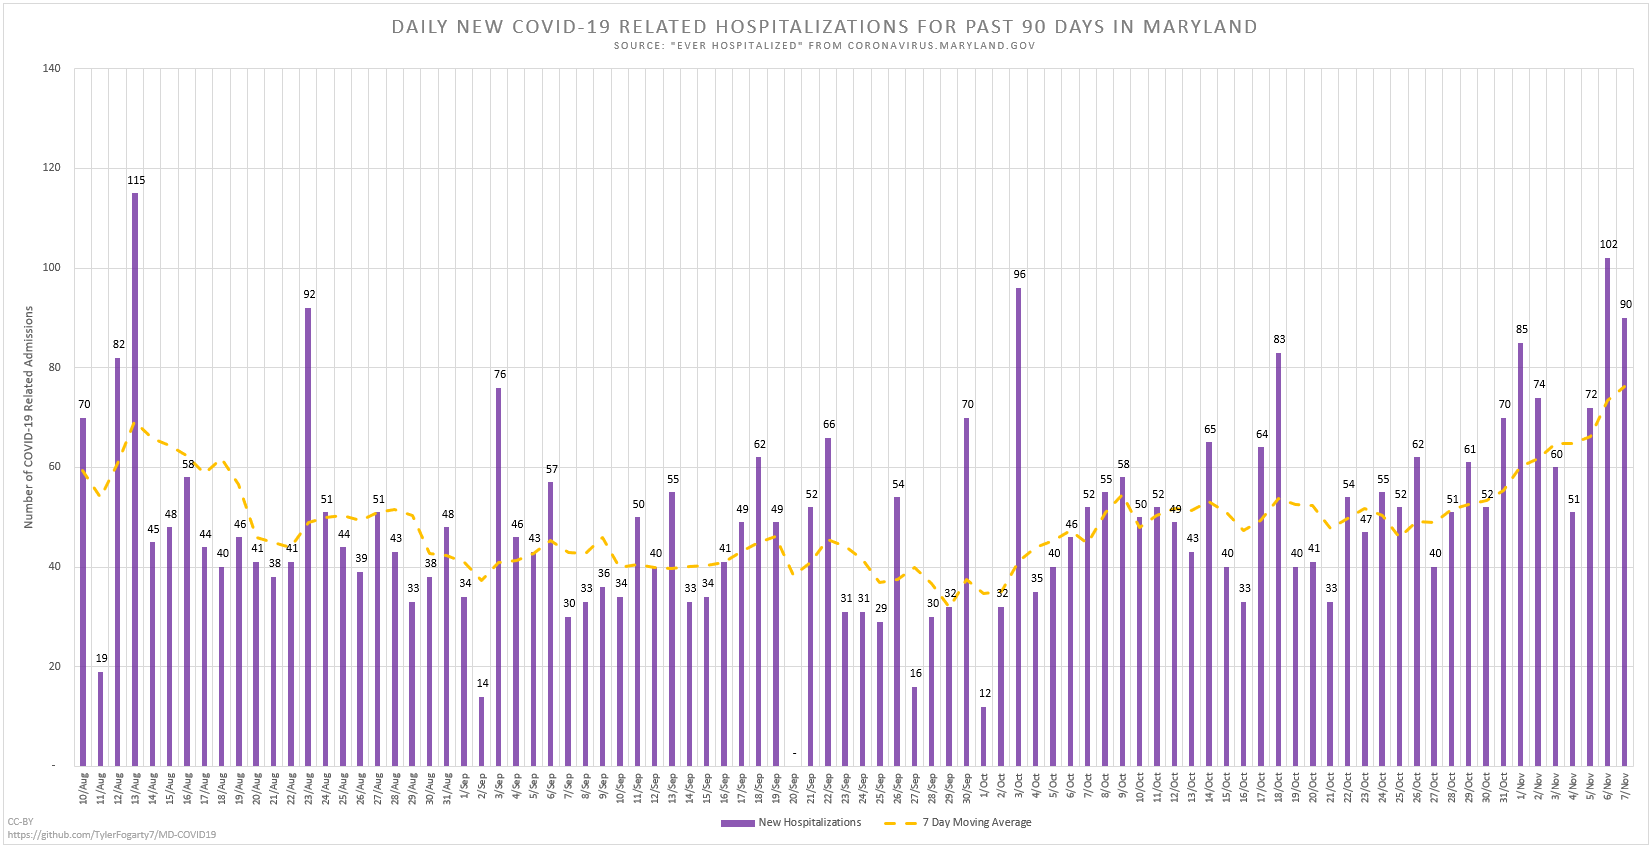 DAILY NEW COVID-19 RELATED HOSPITALIZATIONS FOR PAST 90 DAYS IN MARYLAND
SOURCE: "EVER HOSPITALIZED" FROM CORONAVIRUS.MARYLAND.GOV
Number of COVID-19 Related Admissions
140
120
100
80
60
40
20
-
70 19 82 115 45 48 58 44 40 46 41 38 41 92 51 44 39 51 43 33 38 48 34 14 76 46 43 57 30 33 36 34 50 40 55 33 34 41 49 62 49 - 52 66 31 31 29 54 16 30 32 70 12 32 96 35 40 46 52 55 58 50 52 49 43 65 40 33 64 83 40 41 33 54 47 55 52 62 40 51 61 52 70 85 74 60 51 72 102 90
10/Aug 11/Aug 12/Aug 13/Aug 14/Aug 15/Aug 16/Aug 17/Aug 18/Aug 19/Aug 20/Aug 21/Aug 22/Aug 23/Aug 24/Aug 25/Aug 26/Aug 27/Aug 28/Aug 29/Aug 30/Aug 31/Aug 1/Sep 2/Sep 3/Sep 4/Sep 5/Sep 6/Sep 7/Sep 8/Sep 9/Sep 10/Sep 11/Sep 12/Sep 13/Sep 14/Sep 15/Sep 16/Sep 17/Sep 18/Sep 19/Sep 20/Sep 21/Sep 22/Sep 23/Sep 24/Sep 25/Sep 26/Sep 27/Sep 28/Sep 29/Sep 30/Sep 1/Oct 2/Oct 3/Oct 4/Oct 5/Oct 6/Oct 7/Oct 8/Oct 9/Oct 10/Oct 11/Oct 12/Oct 13/Oct 14/Oct 15/Oct 16/Oct 17/Oct 18/Oct 19/Oct 20/Oct 21/Oct 22/Oct 23/Oct 24/Oct 25/Oct 26/Oct 27/Oct 28/Oct 29/Oct 30/Oct 31/Oct 1/Nov 2/Nov 3/Nov 4/Nov 5/Nov 6/Nov 7/Nov
New Hospitalizations 7 Day Moving Average
CC-BY
https://github.com/TylerFogarty7/MD-COVID19